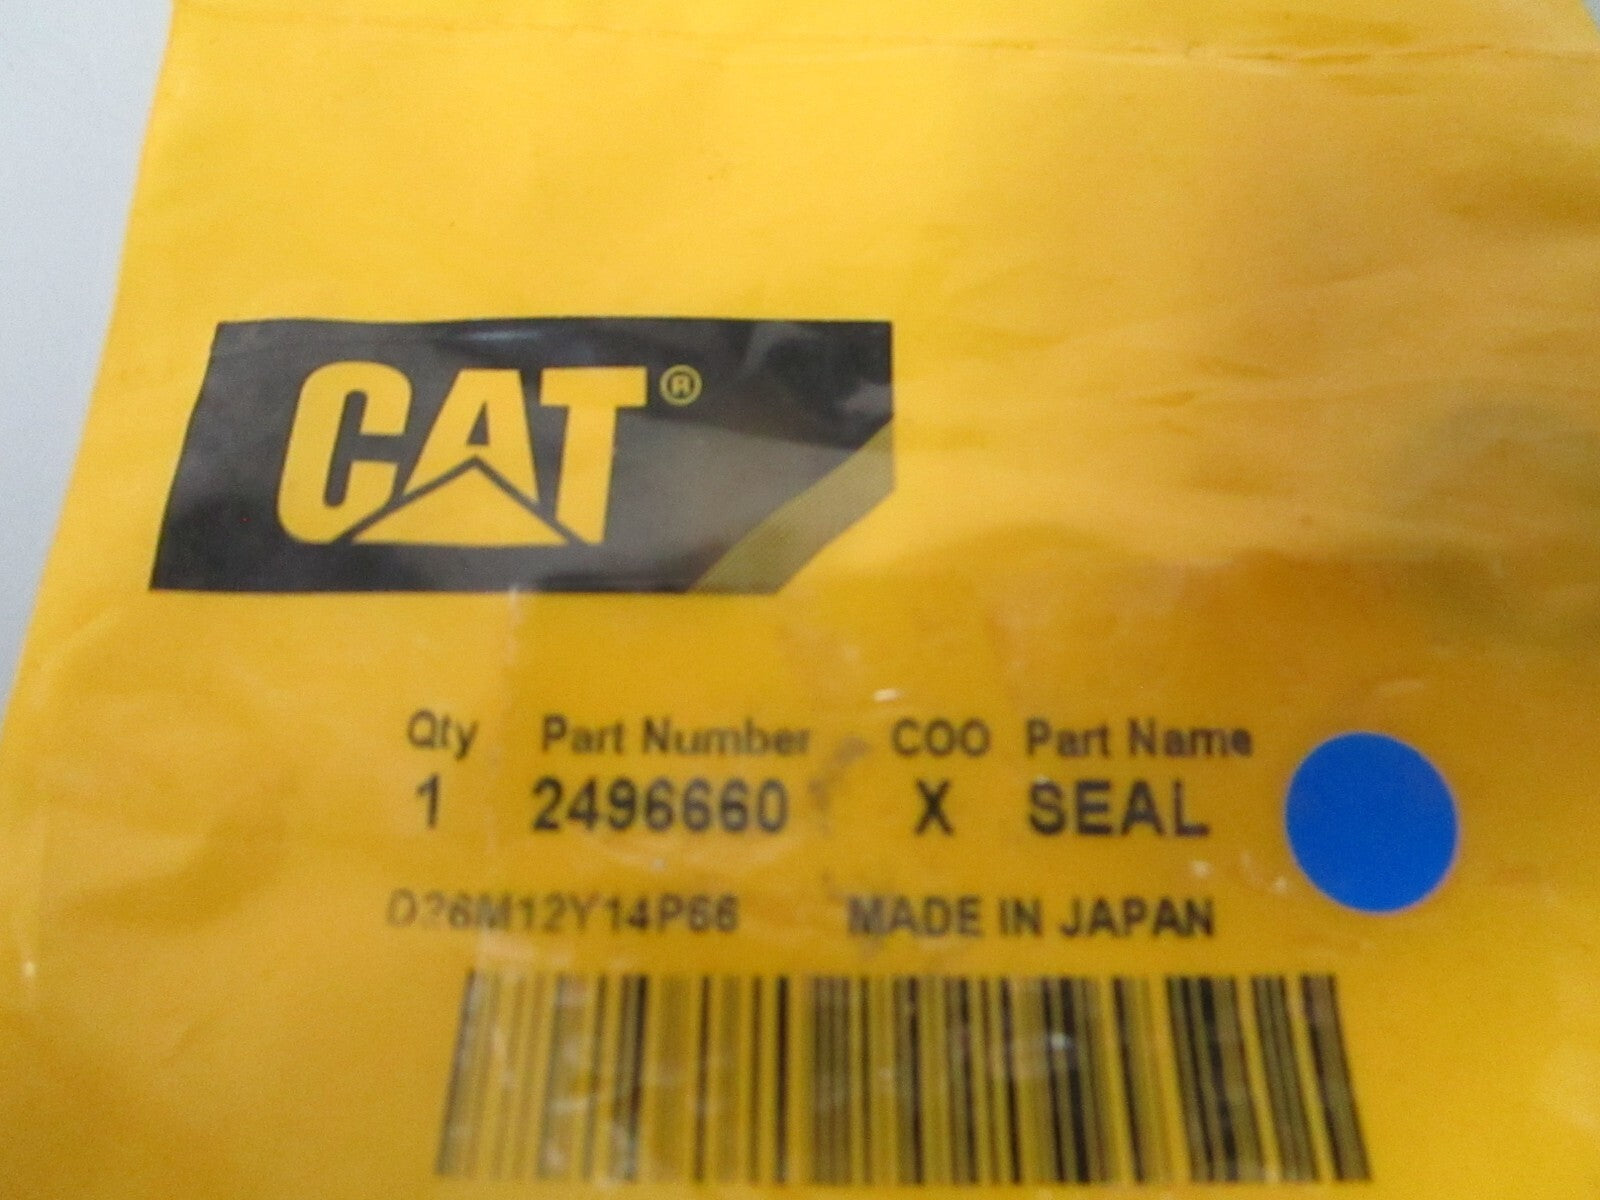 CAT®
Qty Part Number COO Part Name
1 2496660 X SEAL
D26M12Y14P66 MADE IN JAPAN